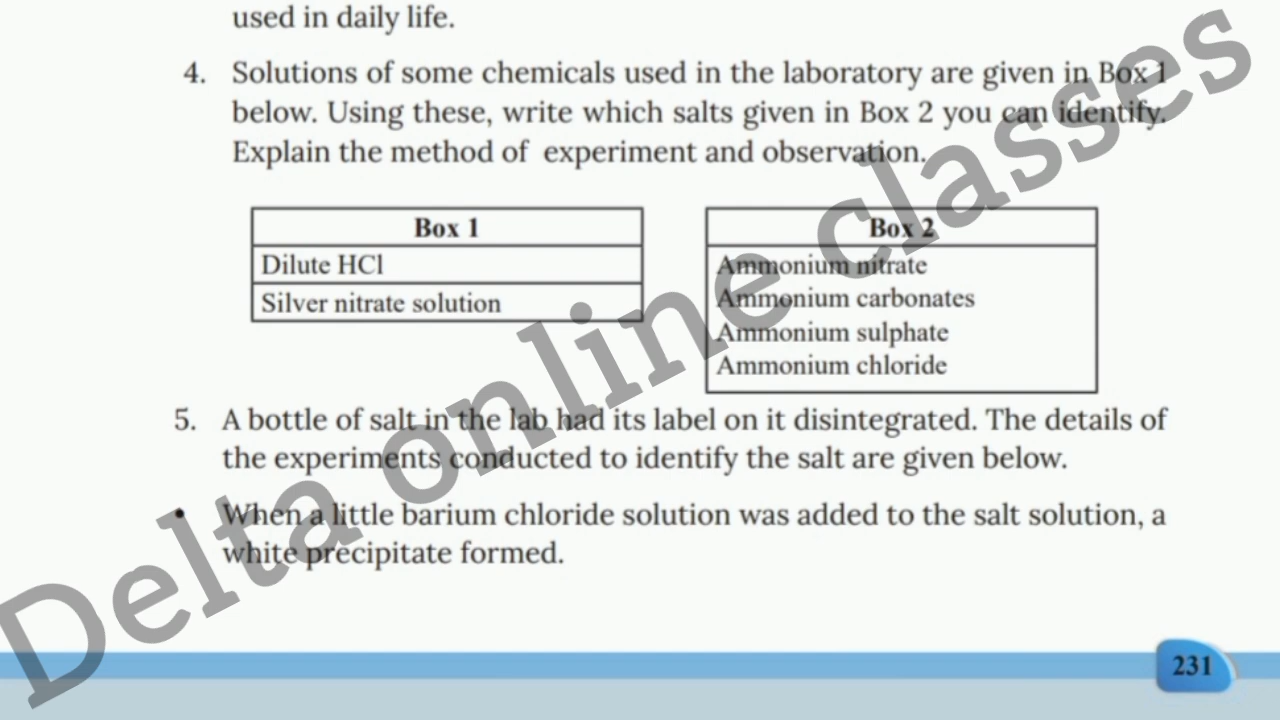 used in daily life.
4. Solutions of some chemicals used in the laboratory are given in Box 1
below. Using these, write which salts given in Box 2 you can identify.
Explain the method of experiment and observation.
Box 1
Dilute HCl
Silver nitrate solution
Box 2
Ammonium nitrate
Ammonium carbonates
Ammonium sulphate
Ammonium chloride
5. A bottle of salt in the lab had its label on it disintegrated. The details of
the experiments conducted to identify the salt are given below.
• When a little barium chloride solution was added to the salt solution, a
white precipitate formed.
231
Delta online classes